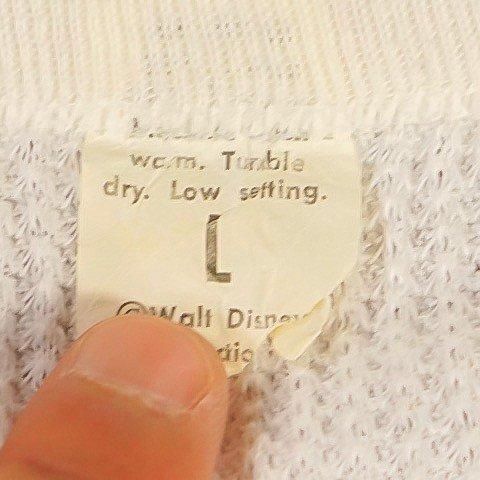 warm. Tumble
dry. Low setting.
L
©Walt Disney